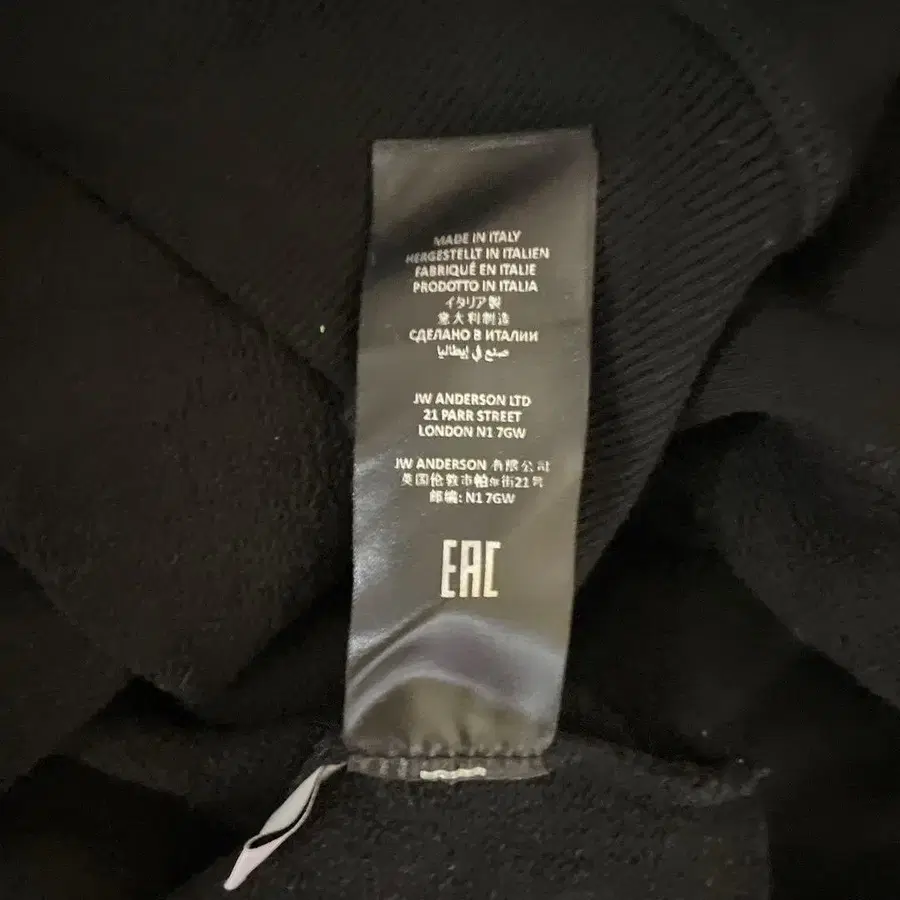 MADE IN ITALY
HERGESTELLT IN ITALIEN
FABRIQUÉ EN ITALIE
PRODOTTO IN ITALIA
イタリア製
意大利制造
СДЕЛАНО В ИТАЛИИ
صنع في إيطاليا
JW ANDERSON LTD
21 PARR STREET
LONDON N1 7GW
JW ANDERSON 有限公司
英国伦敦市帕尔街21号
邮编: N1 7GW
EAC